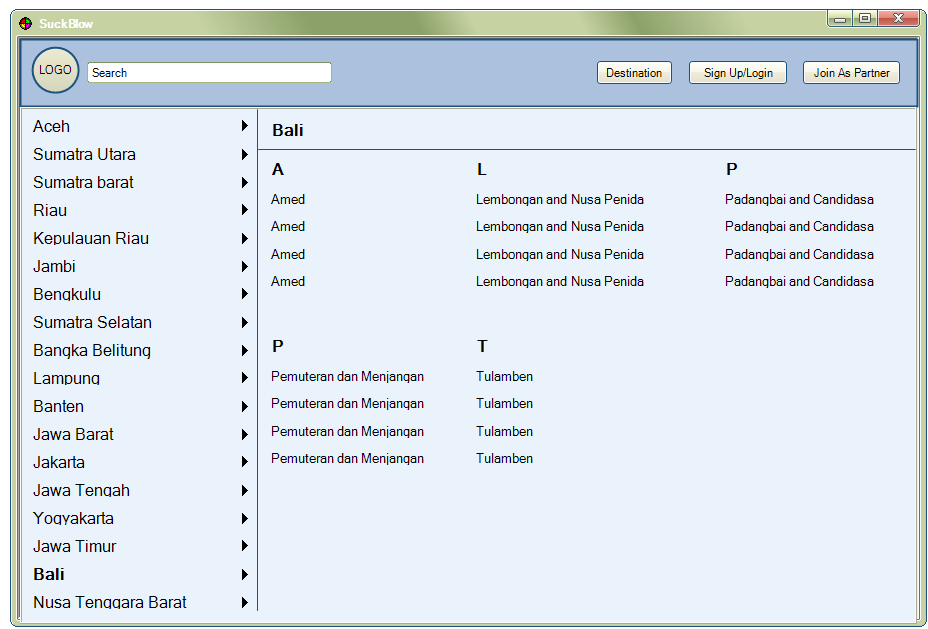 SuckBlow
LOGO
Search
Destination
Sign Up/Login
Join As Partner
Aceh
Sumatra Utara
Sumatra barat
Riau
Kepulauan Riau
Jambi
Bengkulu
Sumatra Selatan
Bangka Belitung
Lampung
Banten
Jawa Barat
Jakarta
Jawa Tengah
Yogyakarta
Jawa Timur
Bali
Nusa Tenggara Barat
Bali
A
Amed
Amed
Amed
Amed
L
Lembongan and Nusa Penida
Lembongan and Nusa Penida
Lembongan and Nusa Penida
Lembongan and Nusa Penida
P
Padangbai and Candidasa
Padangbai and Candidasa
Padangbai and Candidasa
Padangbai and Candidasa
P
Pemuteran dan Menjangan
Pemuteran dan Menjangan
Pemuteran dan Menjangan
Pemuteran dan Menjangan
T
Tulamben
Tulamben
Tulamben
Tulamben